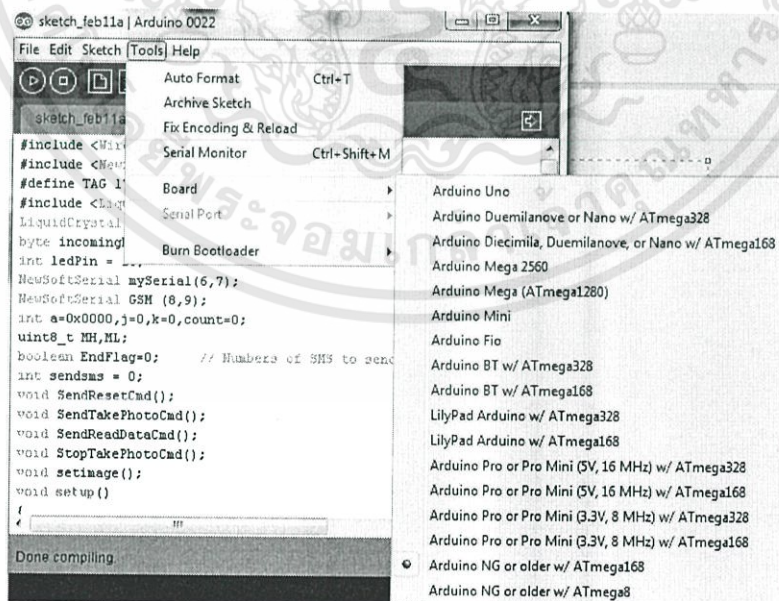 sketch_feb11a | Arduino 0022
File Edit Sketch Tools Help
Auto Format Ctrl+T
Archive Sketch
Fix Encoding & Reload
Serial Monitor Ctrl+Shift+M
Board
Serial Port
Burn Bootloader
sketch_feb11a
#include
#include
#define TAG
#include
LiquidCrystal
byte
int ledPin =
NewSoftSerial mySerial(6,7);
NewSoftSerial GSM (8,9);
int a=0x0000,j=0,k=0,count=0;
uint8_t MH,ML;
boolean EndFlag=0; // Numbers of SMS to send
int sendsms = 0;
void SendResetCmd();
void SendTakePhotoCmd();
void SendReadDataCmd();
void StopTakePhotoCmd();
void setimage();
void setup()
{
Done compiling.
Arduino Uno
Arduino Duemilanove or Nano w/ ATmega328
Arduino Diecimila, Duemilanove, or Nano w/ ATmega168
Arduino Mega 2560
Arduino Mega (ATmega1280)
Arduino Mini
Arduino Fio
Arduino BT w/ ATmega328
Arduino BT w/ ATmega168
LilyPad Arduino w/ ATmega328
LilyPad Arduino w/ ATmega168
Arduino Pro or Pro Mini (5V, 16 MHz) w/ ATmega328
Arduino Pro or Pro Mini (5V, 16 MHz) w/ ATmega168
Arduino Pro or Pro Mini (3.3V, 8 MHz) w/ ATmega328
Arduino Pro or Pro Mini (3.3V, 8 MHz) w/ ATmega168
Arduino NG or older w/ ATmega168
Arduino NG or older w/ ATmega8